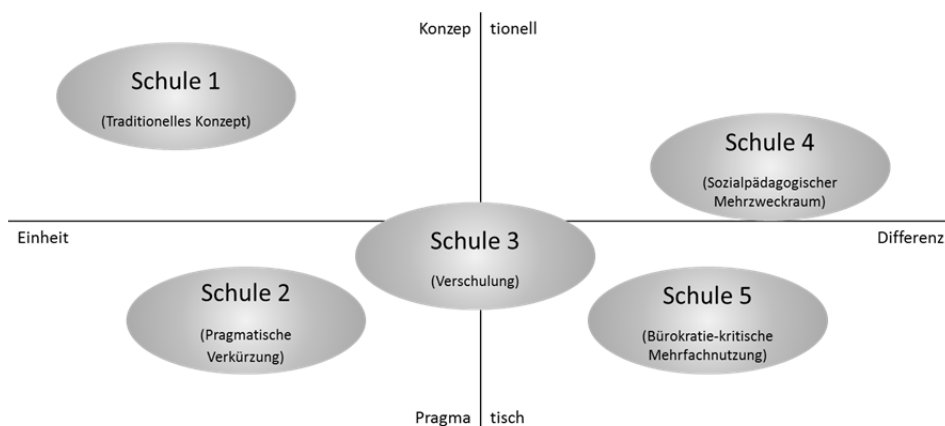 Konzep tionell
Schule 1
(Traditionelles Konzept)
Schule 4
(Sozialpädagogischer
Mehrzweckraum)
Einheit
Differenz
Schule 3
(Verschulung)
Schule 2
(Pragmatische
Verkürzung)
Schule 5
(Bürokratie-kritische
Mehrfachnutzung)
Pragma tisch